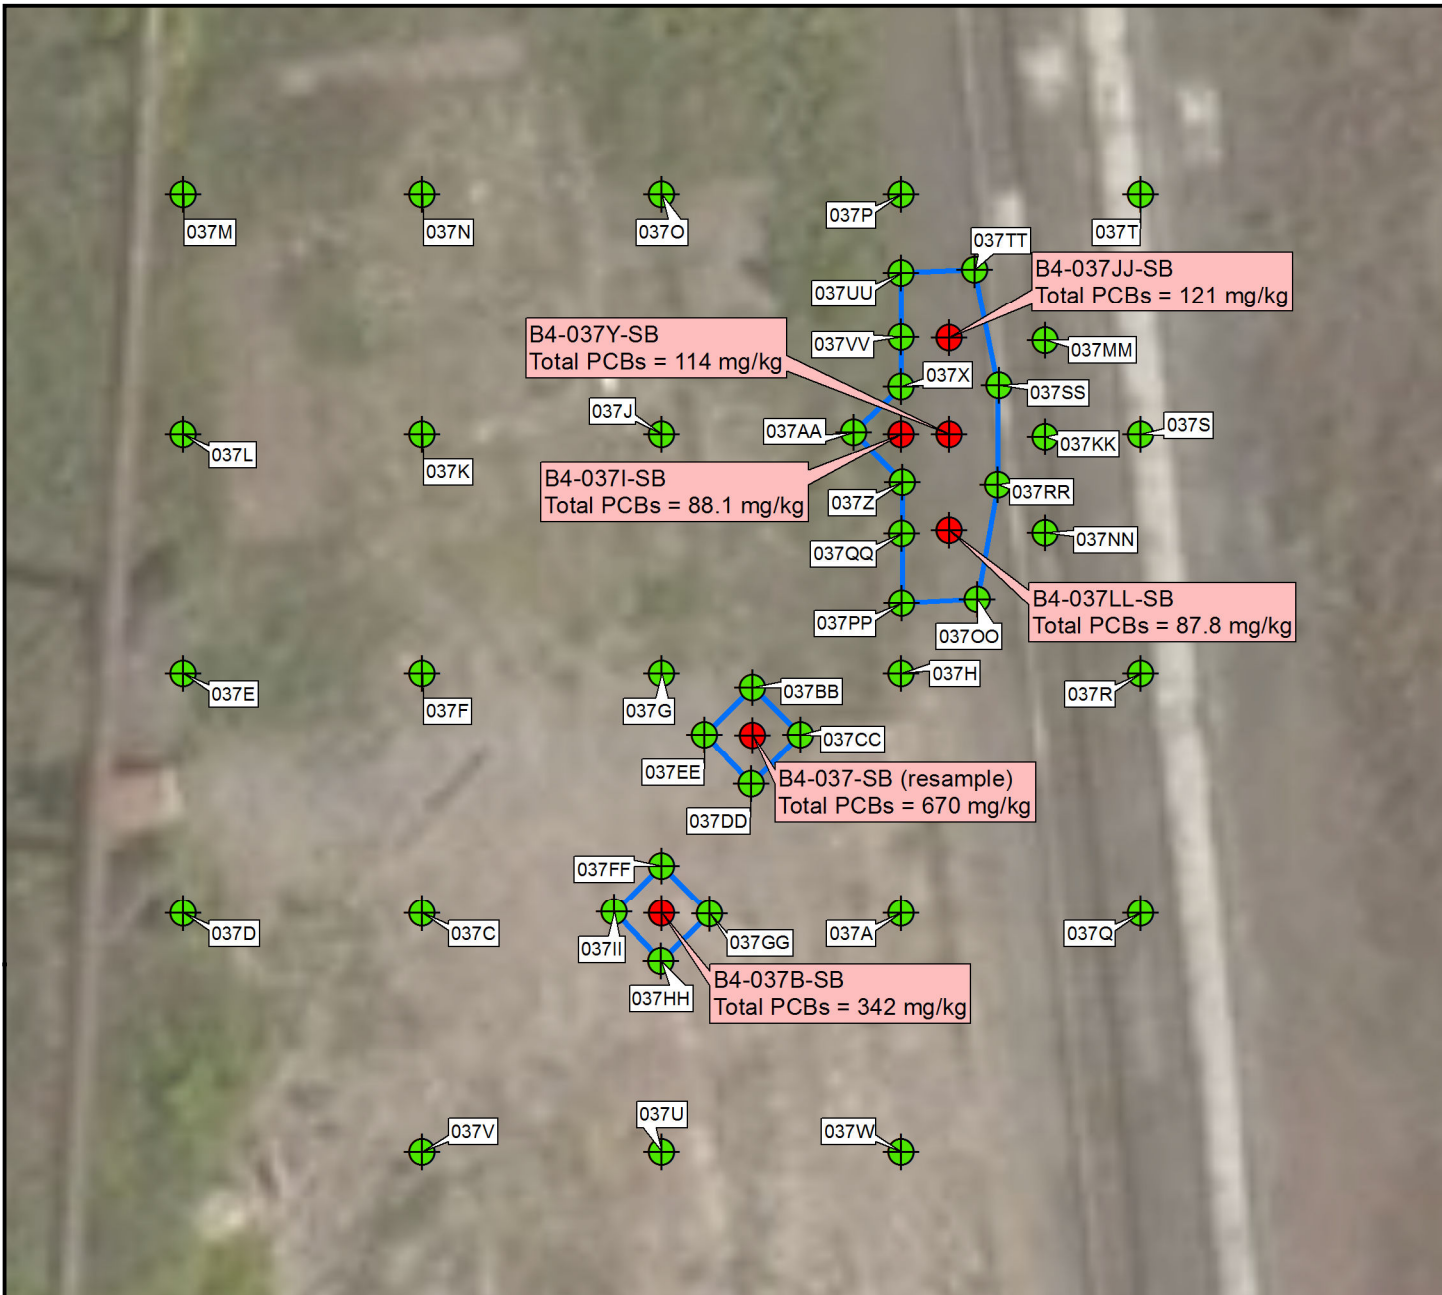 037M
037N
037O
037P
037T
037TT
B4-037JJ-SB
Total PCBs = 121 mg/kg
037UU
B4-037Y-SB
Total PCBs = 114 mg/kg
037VV
037MM
037X
037SS
037J
037AA
037S
037L
037K
037KK
B4-037I-SB
Total PCBs = 88.1 mg/kg
037Z
037RR
037QQ
037NN
B4-037LL-SB
Total PCBs = 87.8 mg/kg
037PP
037OO
037E
037F
037G
037BB
037H
037R
037EE
037CC
B4-037-SB (resample)
Total PCBs = 670 mg/kg
037DD
037FF
037D
037C
037II
037GG
037A
037Q
B4-037B-SB
Total PCBs = 342 mg/kg
037HH
037V
037U
037W